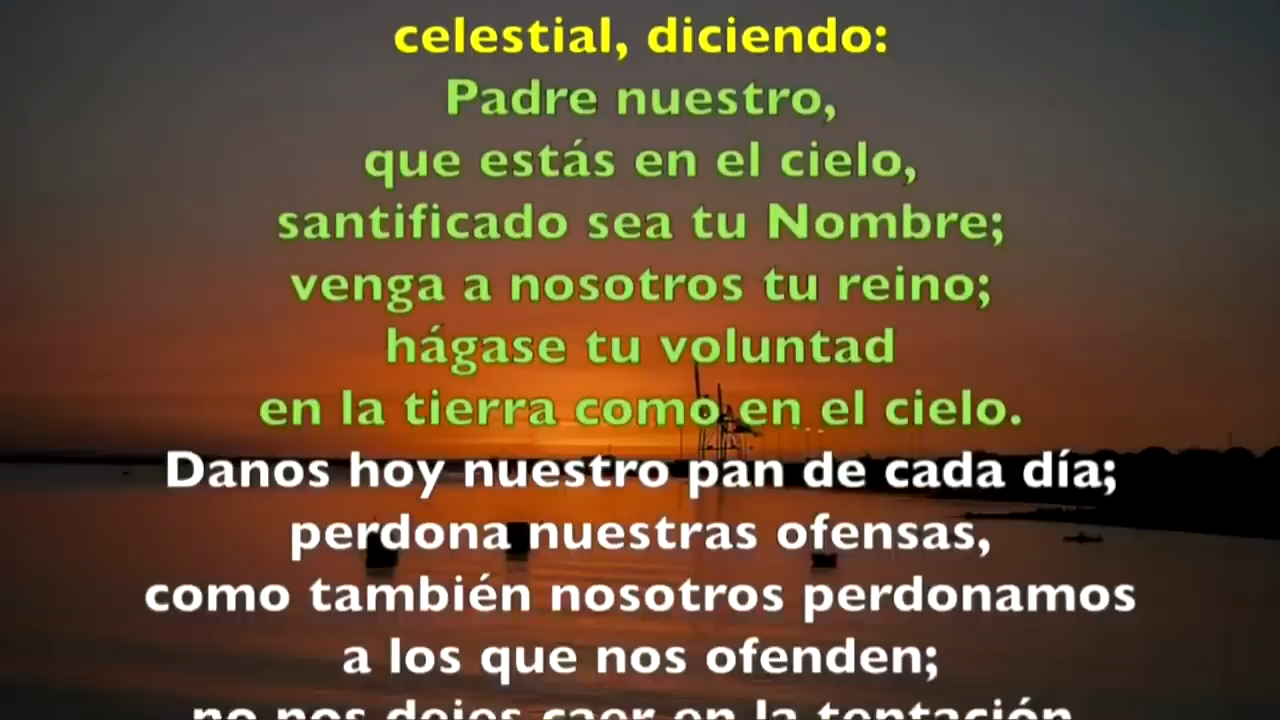 celestial, diciendo:
Padre nuestro,
que estás en el cielo,
santificado sea tu Nombre;
venga a nosotros tu reino;
hágase tu voluntad
en la tierra como en el cielo.
Danos hoy nuestro pan de cada día;
perdona nuestras ofensas,
como también nosotros perdonamos
a los que nos ofenden;
no nos dejes caer en la tentación